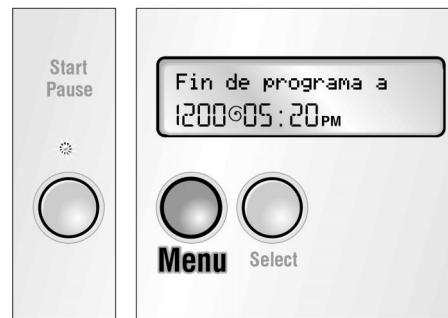 Start
Pause
Fin de programa a
1200 05:20PM
Menu
Select